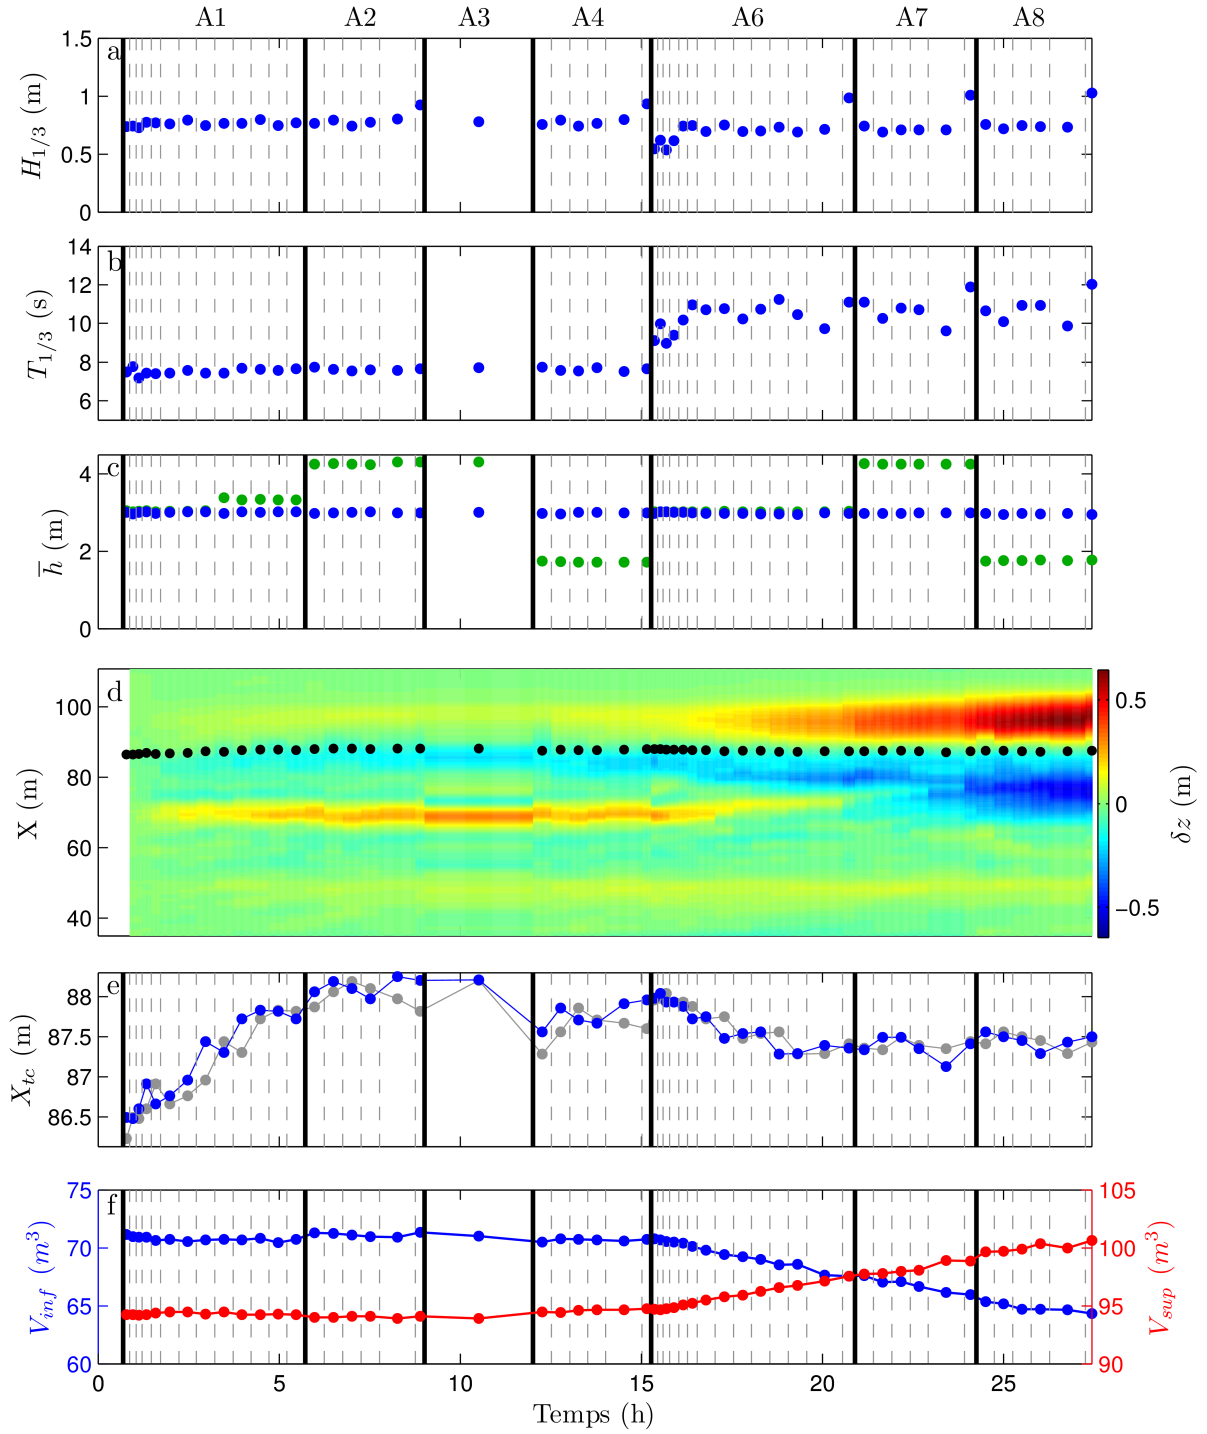 A1 A2 A3 A4 A6 A7 A8
a
1.5
1
0.5
0
H1/3 (m)
b
14
12
10
8
6
T1/3 (s)
c
4
2
0
h̅ (m)
d
100
80
60
40
X (m)
0.5
0
−0.5
δz (m)
e
88
87.5
87
86.5
Xtc (m)
f
75
70
65
60
Vinf (m³)
105
100
95
90
Vsup (m³)
0 5 10 15 20 25
Temps (h)